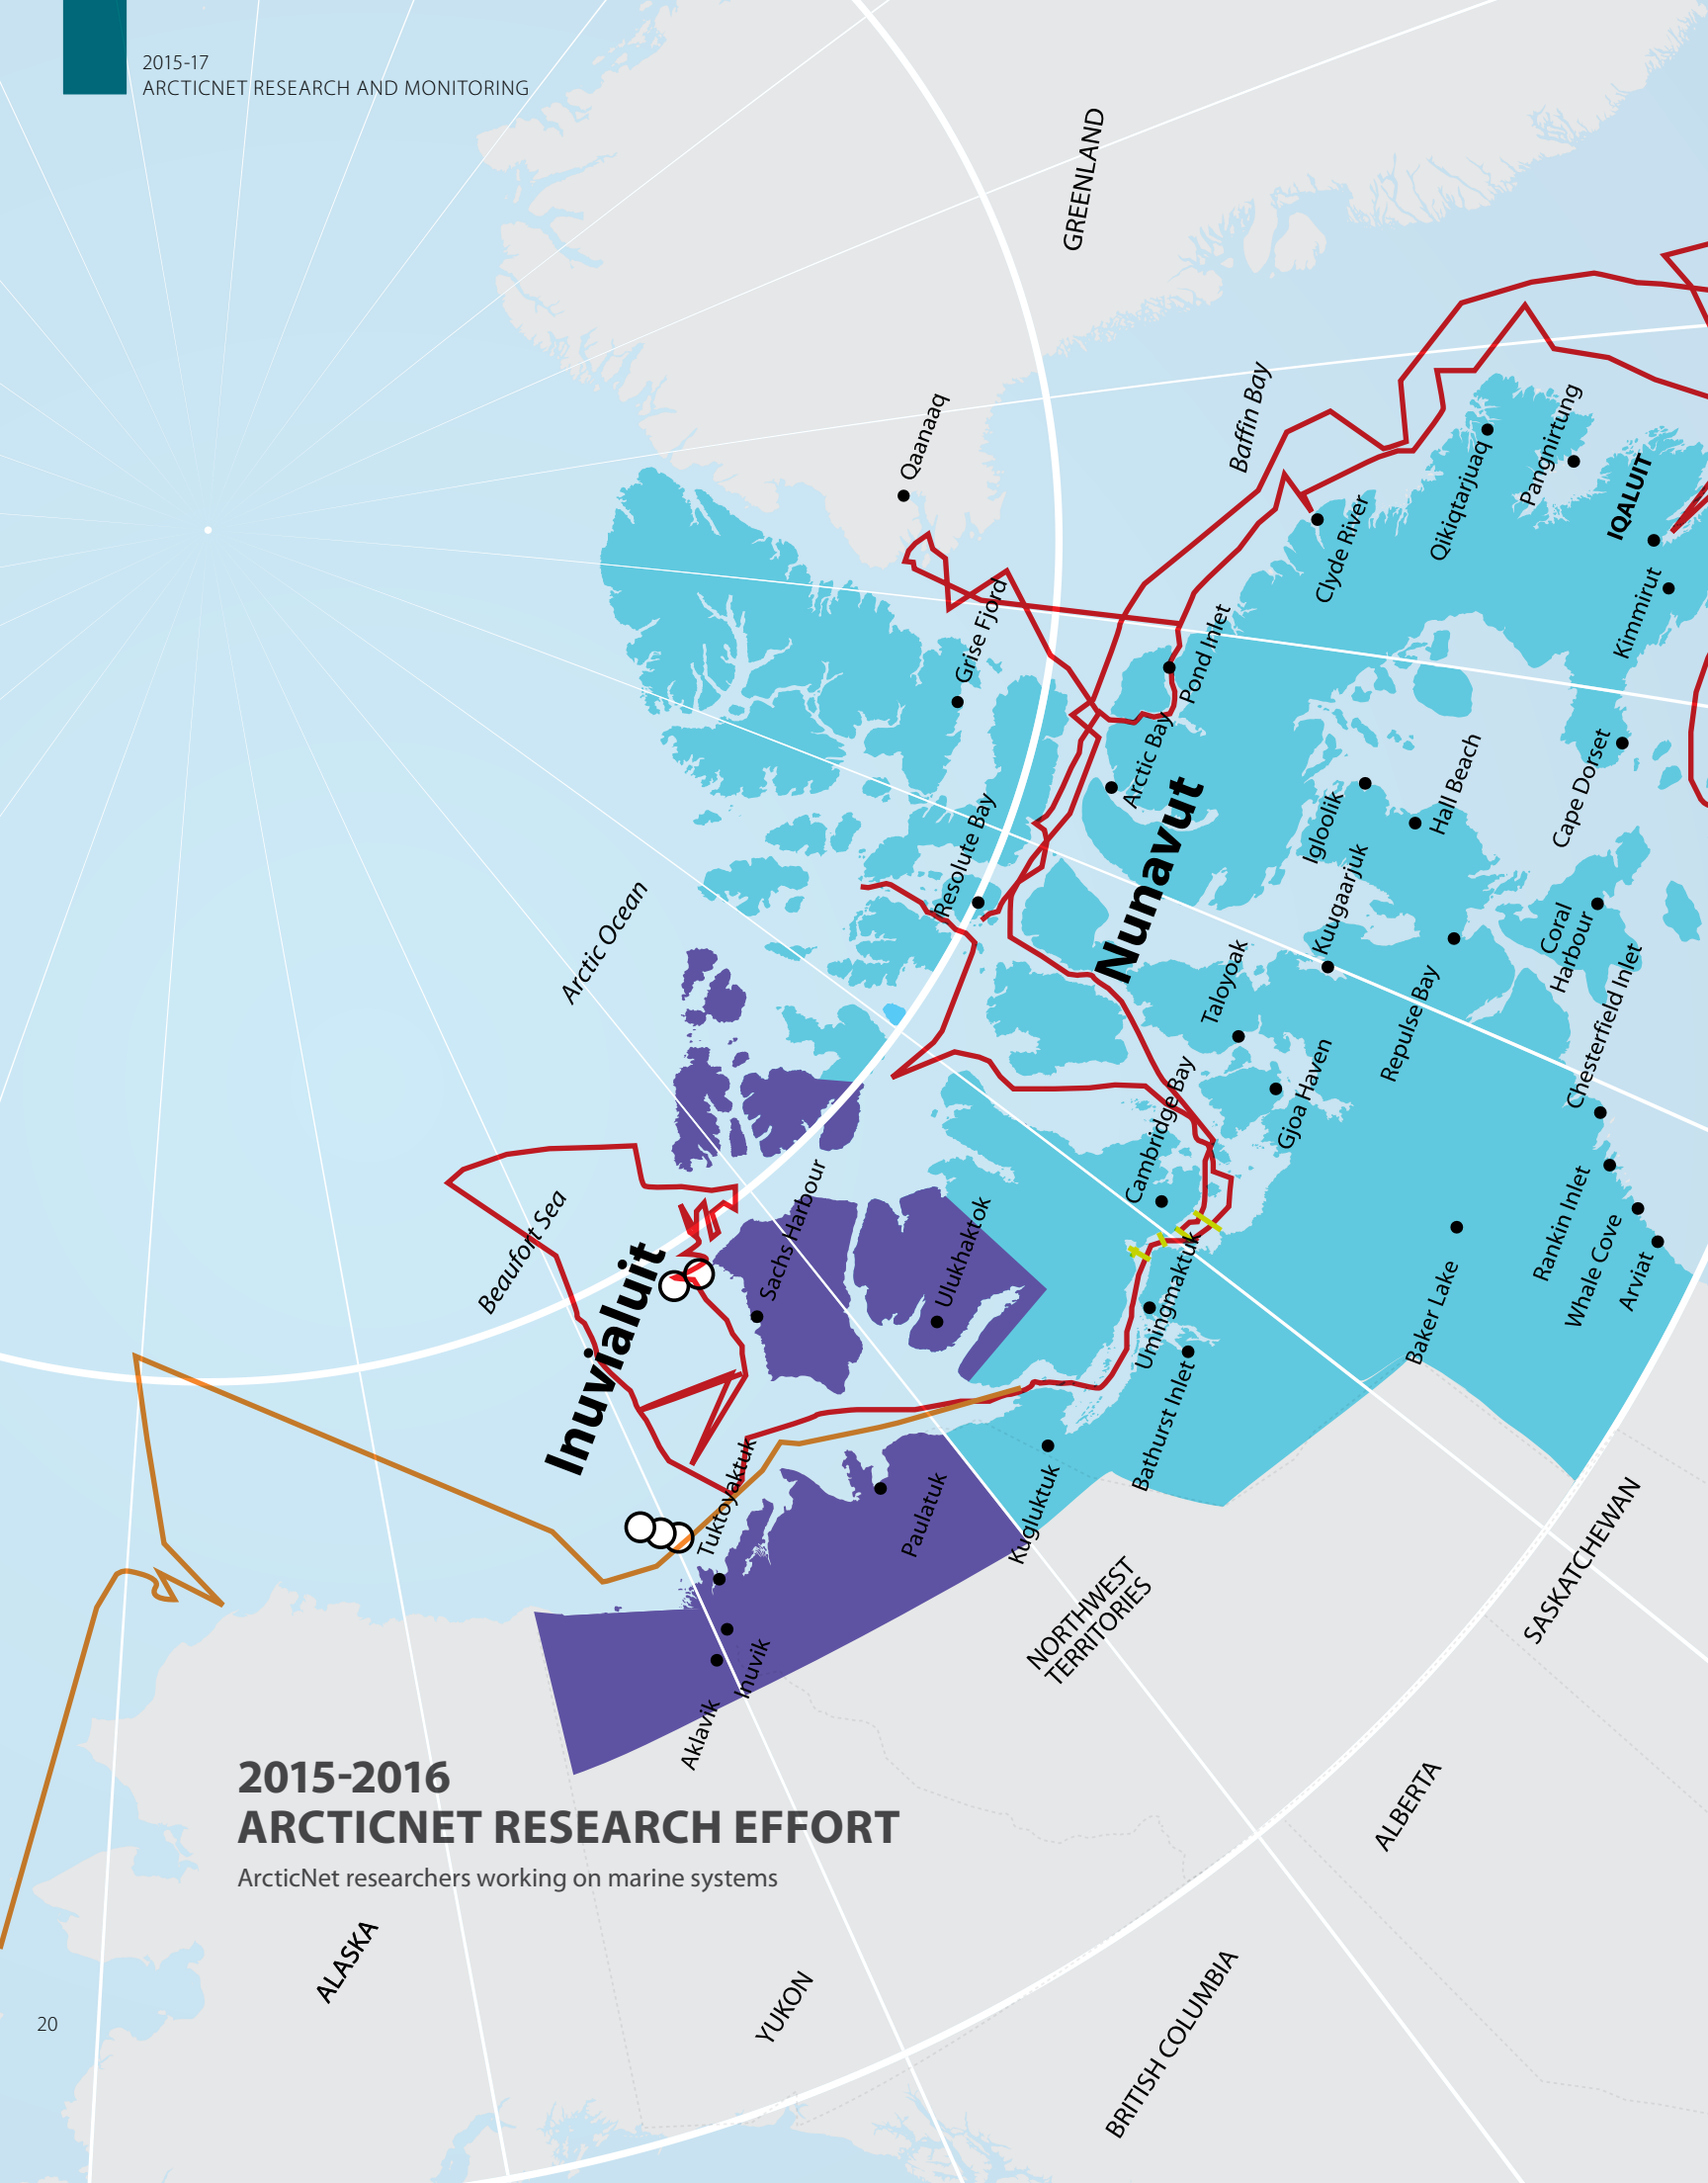 2015-17
ARCTICNET RESEARCH AND MONITORING
GREENLAND
Qaanaaq
Baffin Bay
Qikiqtarjuaq
Pangnirtung
IQALUIT
Clyde River
Kimmirut
Grise Fjord
Pond Inlet
Arctic Bay
Cape Dorset
Hall Beach
Igloolik
Resolute Bay
Nunavut
Kuugaarjuk
Arctic Ocean
Coral
Harbour
Taloyoak
Repulse Bay
Chesterfield Inlet
Gjoa Haven
Cambridge Bay
Beaufort Sea
Sachs Harbour
Ulukhaktok
Inuvialuit
Umingmaktuk
Rankin Inlet
Whale Cove
Arviat
Baker Lake
Bathurst Inlet
Tuktoyaktuk
Paulatuk
Kugluktuk
Inuvik
Aklavik
NORTHWEST
TERRITORIES
SASKATCHEWAN
2015-2016
ARCTICNET RESEARCH EFFORT
ArcticNet researchers working on marine systems
ALBERTA
ALASKA
YUKON
BRITISH COLUMBIA
20